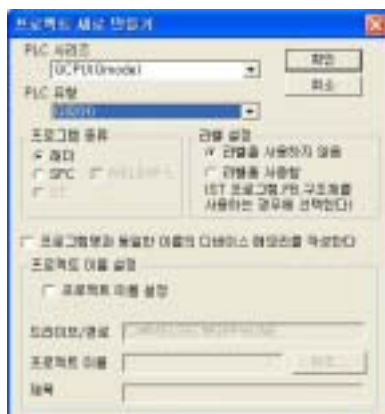 프로젝트 새로 만들기
PLC 시리즈
QCPU(Qmode)
확인
취소
PLC 유형
프로그램 종류
래더
SFC
라벨 설정
라벨을 사용하지 않음
라벨을 사용함
(ST 프로그램,FB,구조체를
사용하는 경우에 선택한다)
프로그램명과 동일한 이름의 디바이스 메모리를 작성한다
프로젝트 이름 설정
프로젝트 이름 설정
드라이브/경로
프로젝트 이름
제목